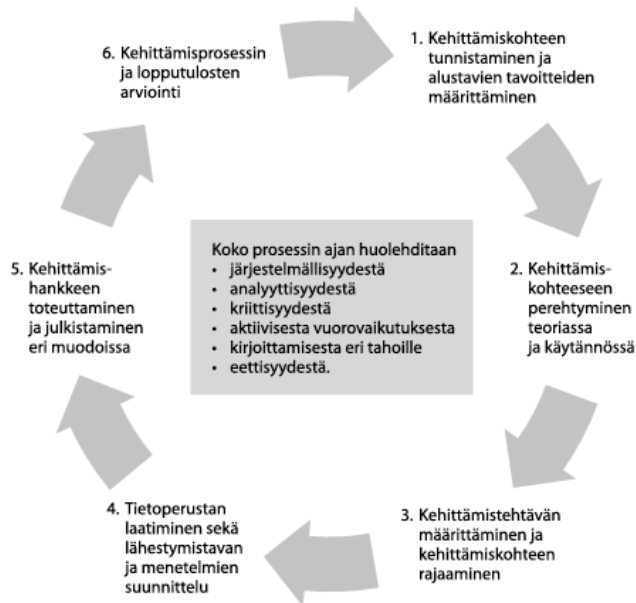 1. Kehittämiskohteen
tunnistaminen ja
alustavien tavoitteiden
määrittäminen
2. Kehittämis-
kohteeseen
perehtyminen
teoriassa
ja käytännössä
3. Kehittämistehtävän
määrittäminen ja
kehittämiskohteen
rajaaminen
4. Tietoperustan
laatiminen sekä
lähestymistavan
ja menetelmien
suunnittelu
5. Kehittämis-
hankkeen
toteuttaminen
ja julkistaminen
eri muodoissa
6. Kehittämisprosessin
ja lopputulosten
arviointi
Koko prosessin ajan huolehditaan
• järjestelmällisyydestä
• analyyttisyydestä
• kriittisyydestä
• aktiivisesta vuorovaikutuksesta
• kirjoittamisesta eri tahoille
• eettisyydestä.